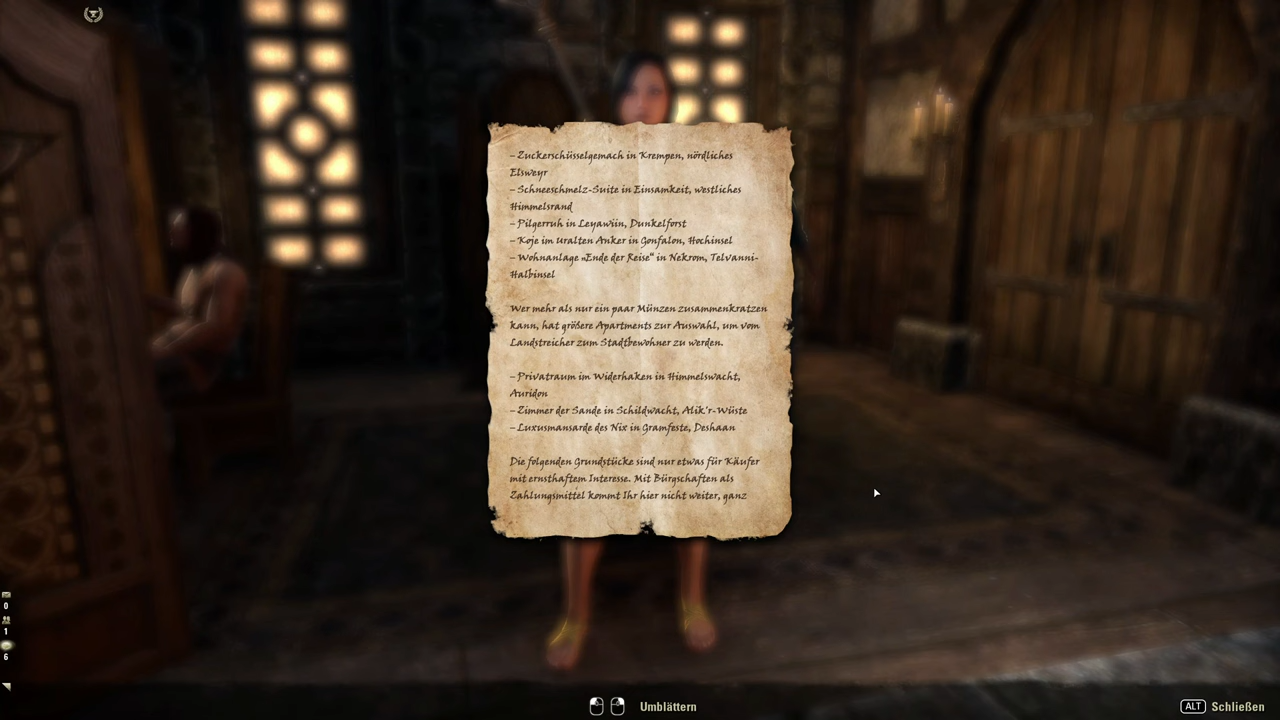 – Zuckerschüsselgemach in Krempen, nördliches
Elsweyr
– Schneeschmelz-Suite in Einsamkeit, westliches
Himmelsrand
– Pilgerruh in Leyawiin, Dunkelforst
– Koje im Uralten Anker in Gonfalon, Hochinsel
– Wohnanlage „Ende der Reise“ in Nekrom, Telvanni-
Halbinsel
Wer mehr als nur ein paar Münzen zusammenkratzen
kann, hat größere Apartments zur Auswahl, um vom
Landstreicher zum Stadtbewohner zu werden.
– Privatraum im Widerhaken in Himmelswacht,
Auridon
– Zimmer der Sande in Schildwacht, Alik'r-Wüste
– Luxusmansarde des Nix in Gramfeste, Deshaan
Die folgenden Grundstücke sind nur etwas für Käufer
mit ernsthaftem Interesse. Mit Bürgschaften als
Zahlungsmittel kommt Ihr hier nicht weiter, ganz
0
1
6
Umblättern
ALT Schließen